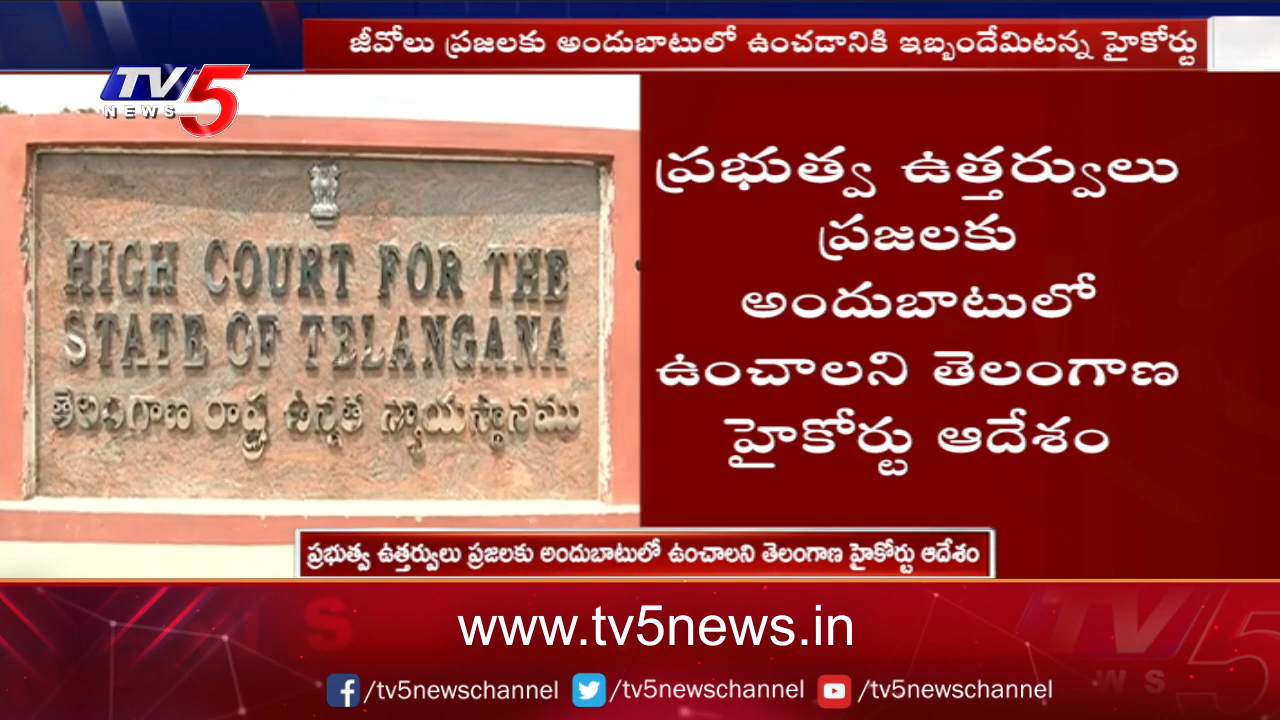 జీవోలు ప్రజలకు అందుబాటులో ఉంచడానికి ఇబ్బందేమిటన్న హైకోర్టు
TV5
NEWS
HIGH COURT FOR THE
STATE OF TELANGANA
తెలంగాణ రాష్ట్ర ఉన్నత న్యాయస్థానము
ప్రభుత్వ ఉత్తర్వులు
ప్రజలకు
అందుబాటులో
ఉంచాలని తెలంగాణ
హైకోర్టు ఆదేశం
ప్రభుత్వ ఉత్తర్వులు ప్రజలకు అందుబాటులో ఉంచాలని తెలంగాణ హైకోర్టు ఆదేశం
www.tv5news.in
/tv5newschannel /tv5newschannel /tv5newschannel